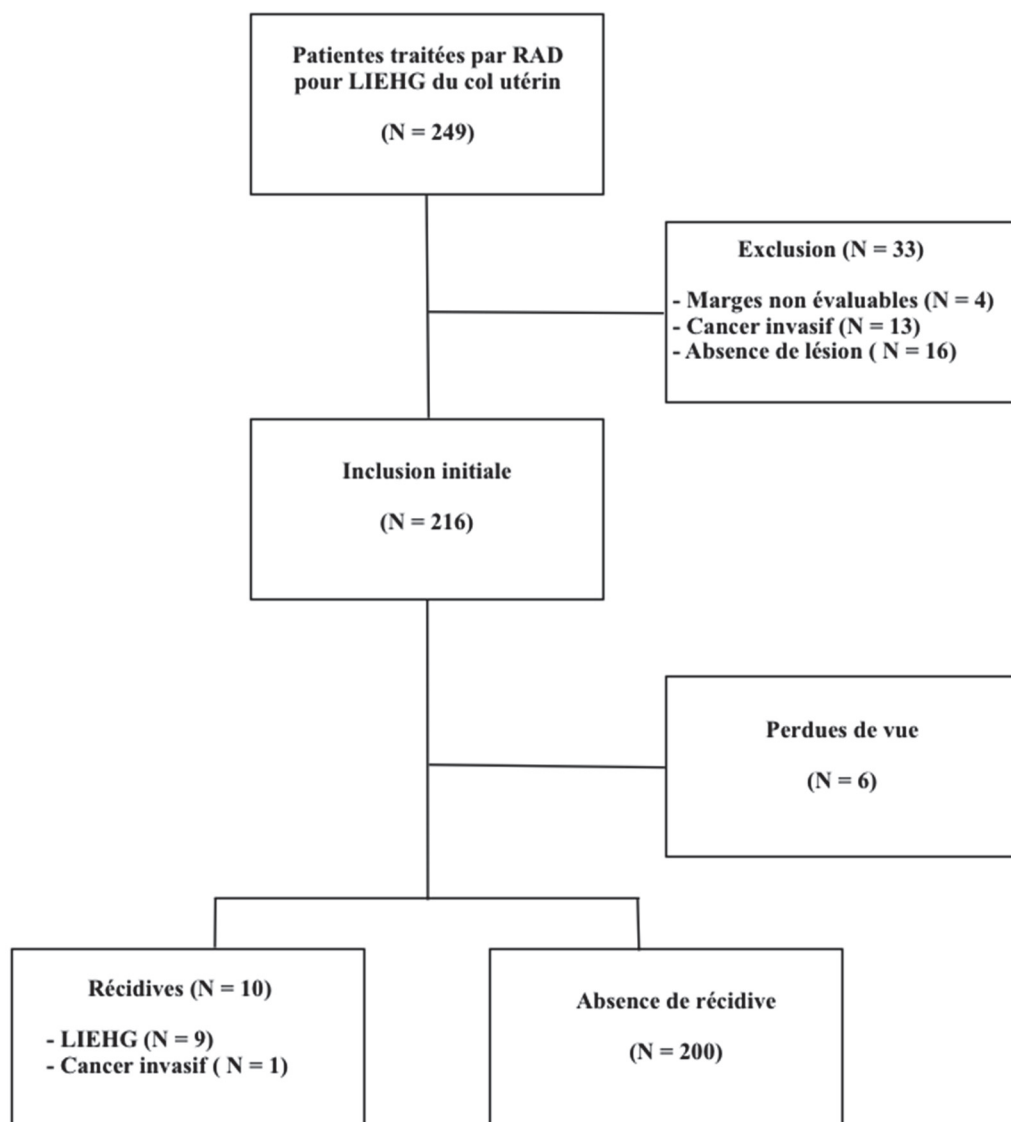 Patientes traitées par RAD
pour LIEHG du col utérin
(N = 249)
Exclusion (N = 33)
- Marges non évaluables (N = 4)
- Cancer invasif (N = 13)
- Absence de lésion ( N = 16)
Inclusion initiale
(N = 216)
Perdues de vue
(N = 6)
Récidives (N = 10)
- LIEHG (N = 9)
- Cancer invasif ( N = 1)
Absence de récidive
(N = 200)